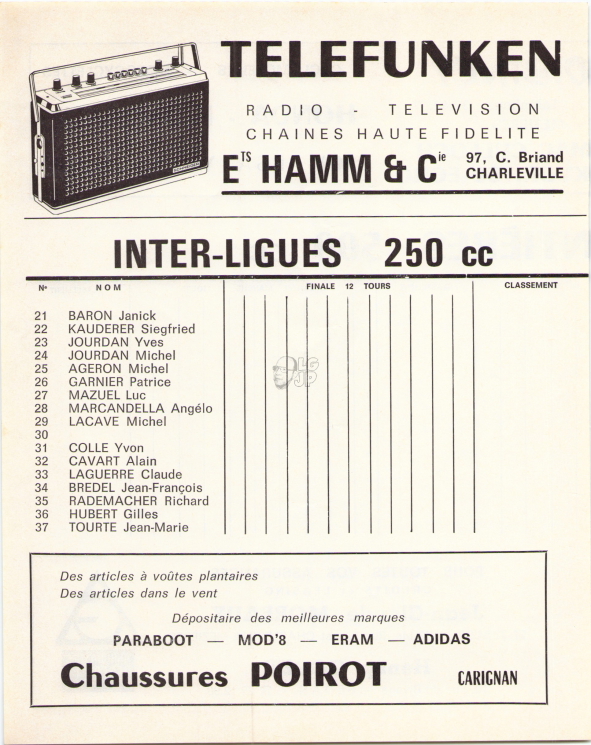 TELEFUNKEN
RADIO - TELEVISION
CHAINES HAUTE FIDELITE
Eᵀˢ HAMM & Cⁱᵉ 97, C. Briand CHARLEVILLE
INTER-LIGUES 250 cc
Nº NOM FINALE 12 TOURS CLASSEMENT
21 BARON Janick
22 KAUDERER Siegfried
23 JOURDAN Yves
24 JOURDAN Michel
25 AGERON Michel
26 GARNIER Patrice
27 MAZUEL Luc
28 MARCANDELLA Angélo
29 LACAVE Michel
30
31 COLLE Yvon
32 CAVART Alain
33 LAGUERRE Claude
34 BREDEL Jean-François
35 RADEMACHER Richard
36 HUBERT Gilles
37 TOURTE Jean-Marie
LG
JP
Des articles à voûtes plantaires
Des articles dans le vent
Dépositaire des meilleures marques
PARABOOT — MOD'8 — ERAM — ADIDAS
Chaussures POIROT CARIGNAN